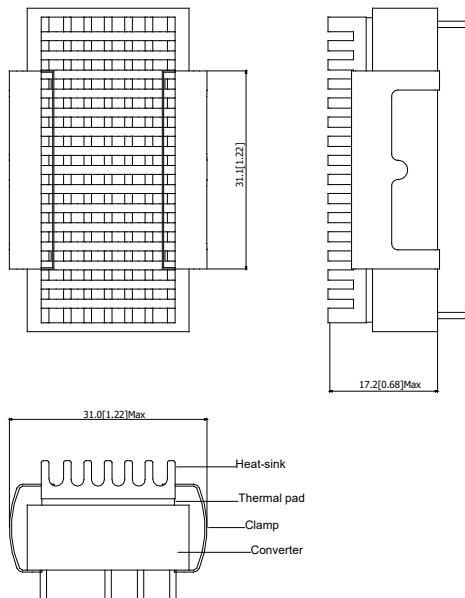 31.1[1.22]
17.2[0.68]Max
31.0[1.22]Max
Heat-sink
Thermal pad
Clamp
Converter